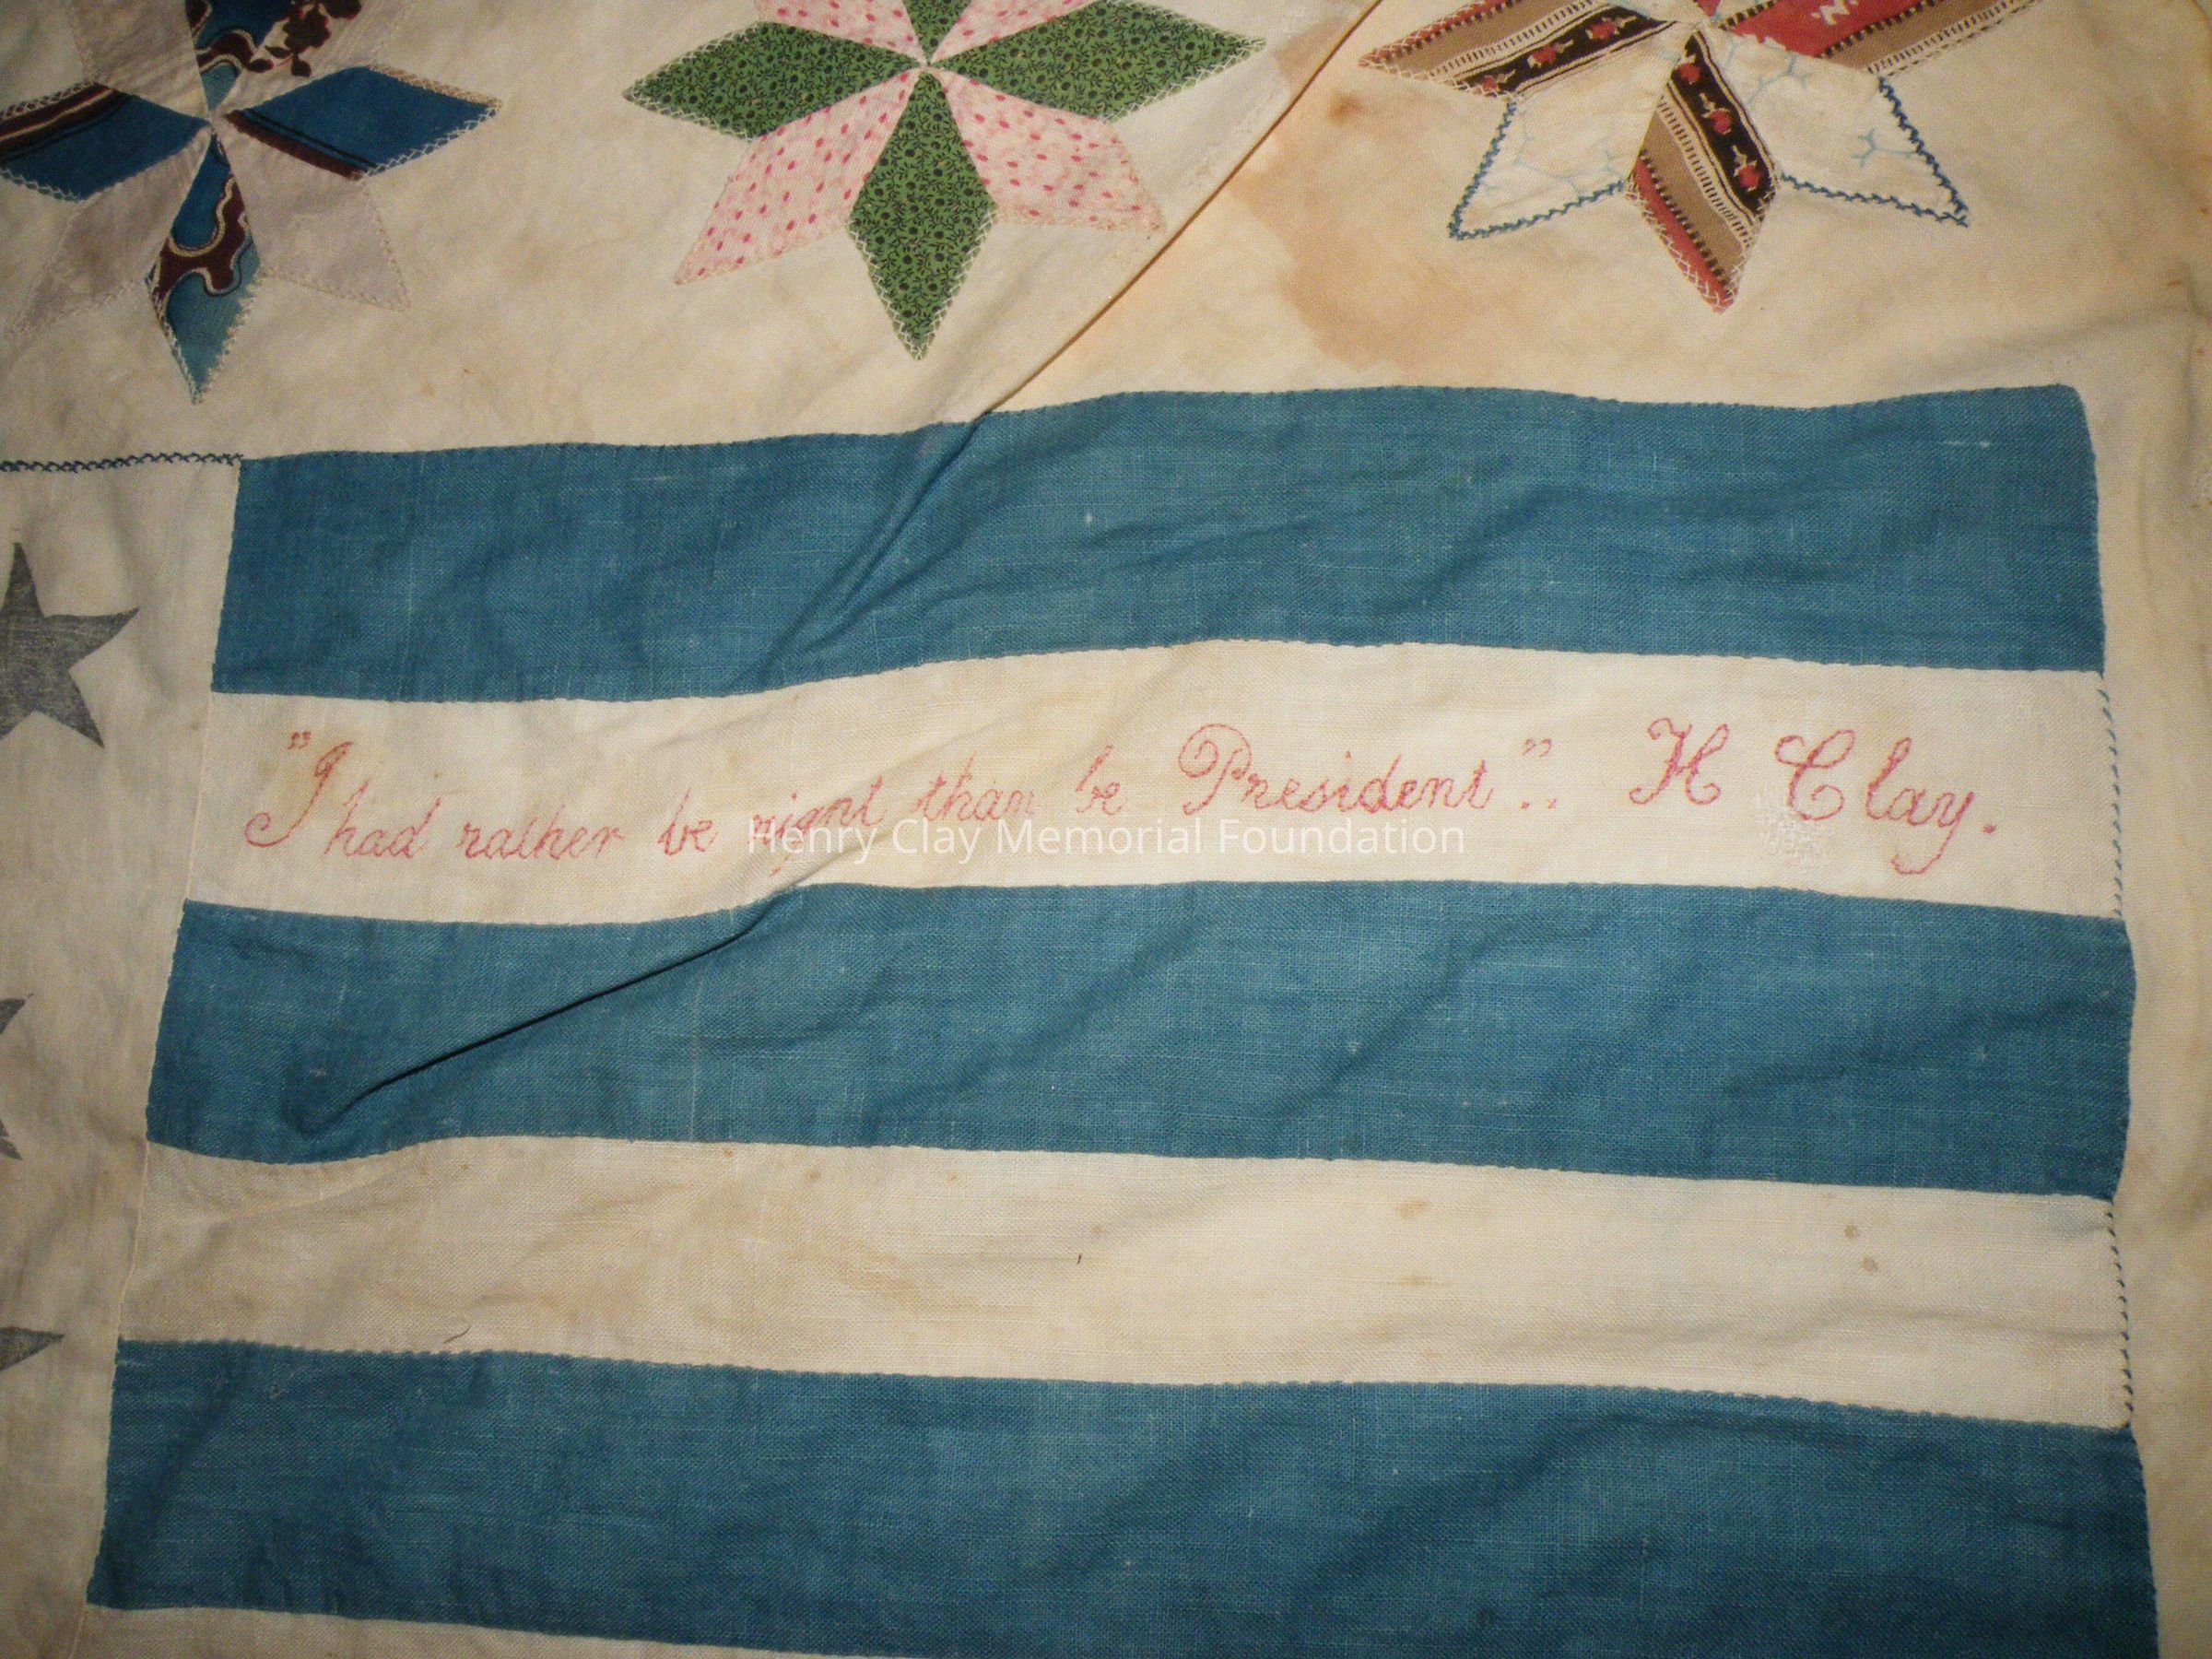 "I had rather be right than be President". H Clay.
Henry Clay Memorial Foundation